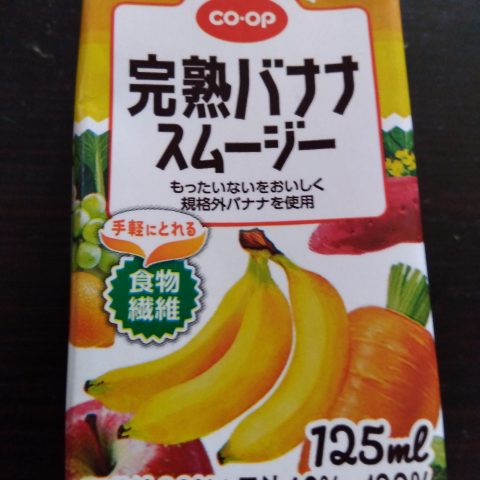 CO·OP
完熟バナナ
スムージー
もったいないをおいしく
規格外バナナを使用
手軽にとれる
食物
繊維
125ml